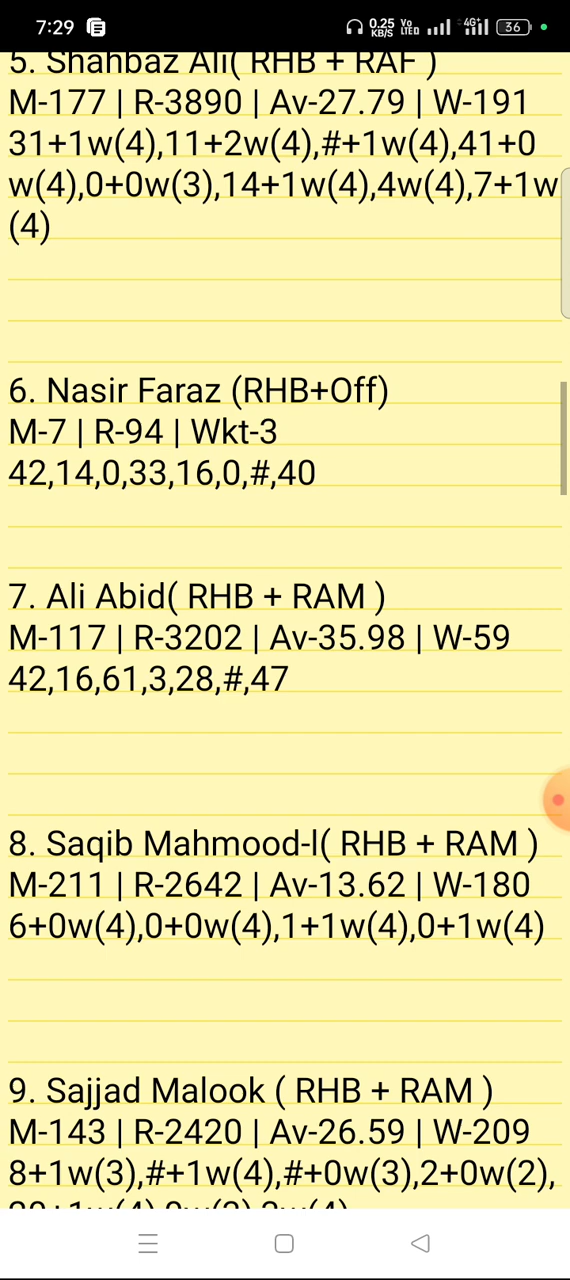 7:29
0.25 KB/S
VoLTED
4G+
36
5. Shahbaz Ali( RHB + RAF )
M-177 | R-3890 | Av-27.79 | W-191
31+1w(4),11+2w(4),#+1w(4),41+0
w(4),0+0w(3),14+1w(4),4w(4),7+1w
(4)
6. Nasir Faraz (RHB+Off)
M-7 | R-94 | Wkt-3
42,14,0,33,16,0,#,40
7. Ali Abid( RHB + RAM )
M-117 | R-3202 | Av-35.98 | W-59
42,16,61,3,28,#,47
8. Saqib Mahmood-l( RHB + RAM )
M-211 | R-2642 | Av-13.62 | W-180
6+0w(4),0+0w(4),1+1w(4),0+1w(4)
9. Sajjad Malook ( RHB + RAM )
M-143 | R-2420 | Av-26.59 | W-209
8+1w(3),#+1w(4),#+0w(3),2+0w(2),